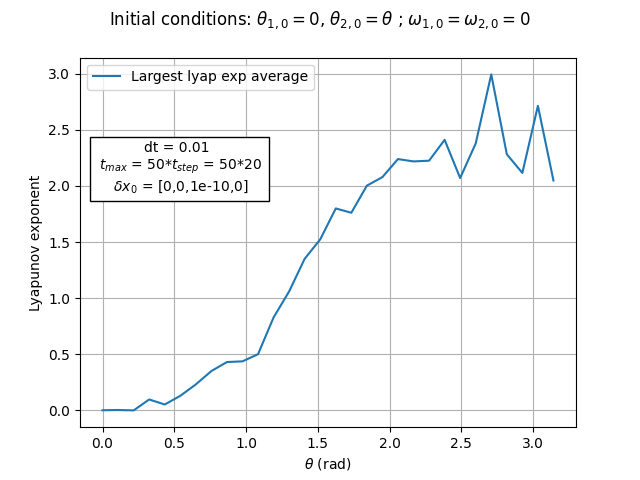 Initial conditions: θ1,0 = 0, θ2,0 = θ ; ω1,0 = ω2,0 = 0
Largest lyap exp average
dt = 0.01
tmax = 50*tstep = 50*20
δx0 = [0,0,1e-10,0]
Lyapunov exponent
3.0
2.5
2.0
1.5
1.0
0.5
0.0
0.0 0.5 1.0 1.5 2.0 2.5 3.0
θ (rad)